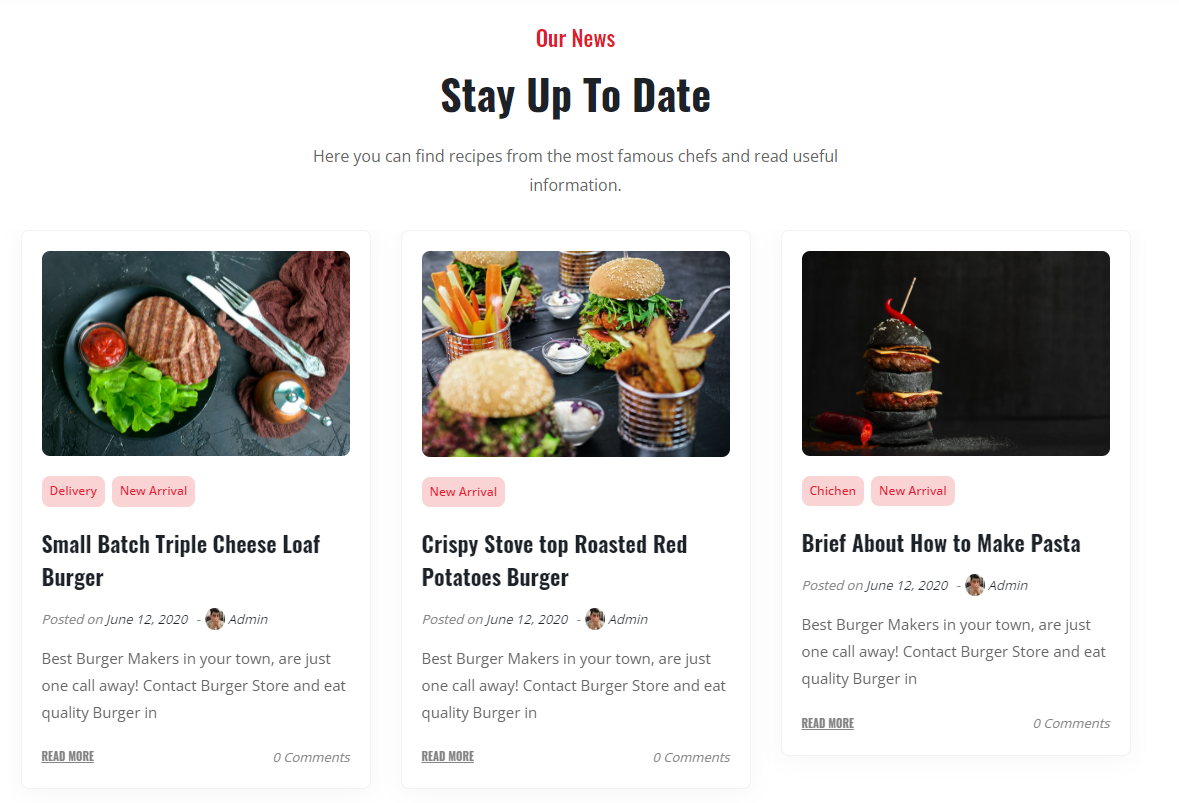 Our News
Stay Up To Date
Here you can find recipes from the most famous chefs and read useful
information.
Delivery New Arrival
Small Batch Triple Cheese Loaf
Burger
Posted on June 12, 2020 - Admin
Best Burger Makers in your town, are just
one call away! Contact Burger Store and eat
quality Burger in
READ MORE 0 Comments
New Arrival
Crispy Stove top Roasted Red
Potatoes Burger
Posted on June 12, 2020 - Admin
Best Burger Makers in your town, are just
one call away! Contact Burger Store and eat
quality Burger in
READ MORE 0 Comments
Chichen New Arrival
Brief About How to Make Pasta
Posted on June 12, 2020 - Admin
Best Burger Makers in your town, are just
one call away! Contact Burger Store and eat
quality Burger in
READ MORE 0 Comments